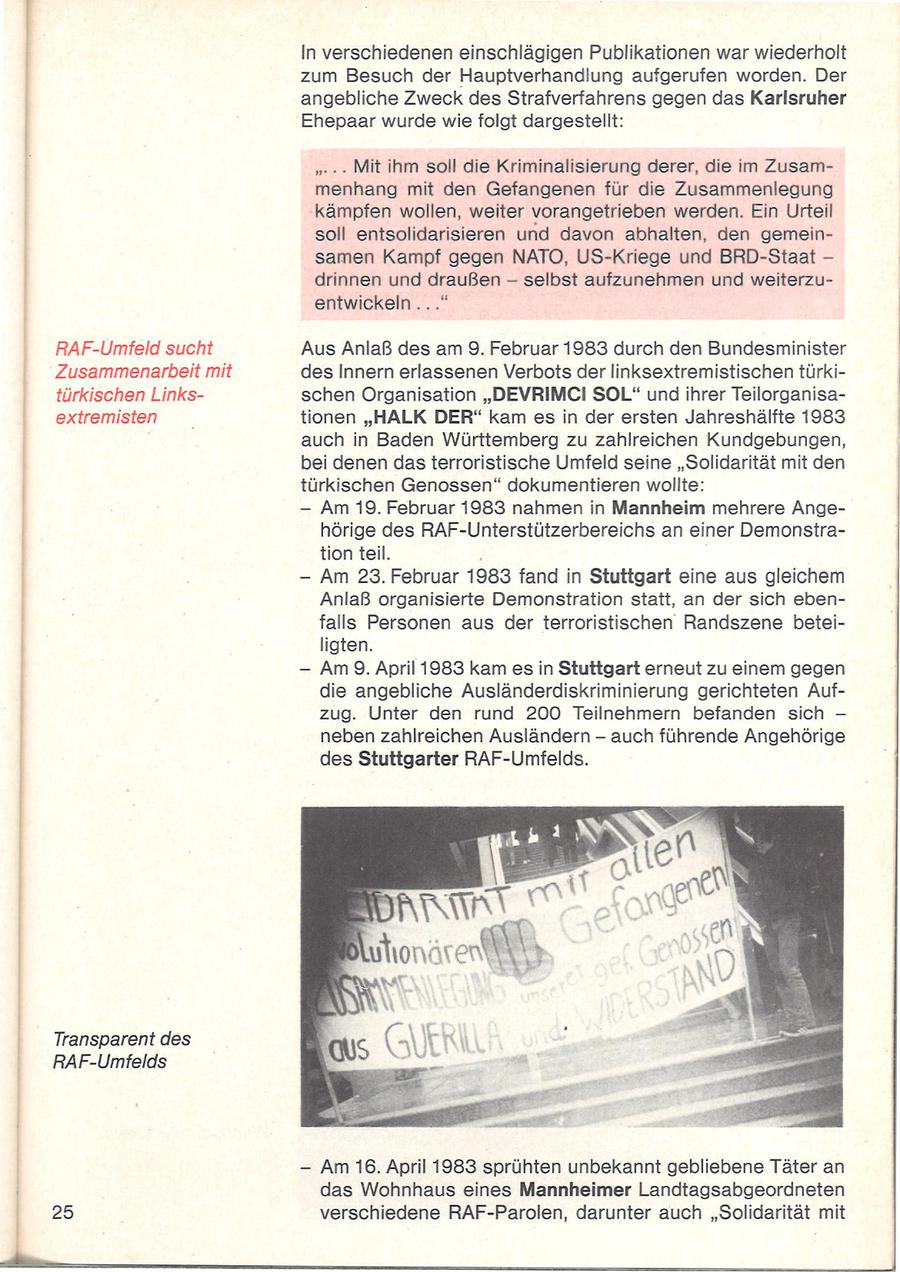 In verschiedenen einschlägigen Publikationen war wiederholt
zum Besuch der Hauptverhandlung aufgerufen worden. Der
angebliche Zweck des Strafverfahrens gegen das Karlsruher
Ehepaar wurde wie folgt dargestellt:
„. . . Mit ihm soll die Kriminalisierung derer, die im Zusam-
menhang mit den Gefangenen für die Zusammenlegung
kämpfen wollen, weiter vorangetrieben werden. Ein Urteil
soll entsolidarisieren und davon abhalten, den gemein-
samen Kampf gegen NATO, US-Kriege und BRD-Staat –
drinnen und draußen – selbst aufzunehmen und weiterzu-
entwickeln . . .“
RAF-Umfeld sucht
Zusammenarbeit mit
türkischen Links-
extremisten
Aus Anlaß des am 9. Februar 1983 durch den Bundesminister
des Innern erlassenen Verbots der linksextremistischen türki-
schen Organisation „DEVRIMCI SOL“ und ihrer Teilorganisa-
tionen „HALK DER“ kam es in der ersten Jahreshälfte 1983
auch in Baden Württemberg zu zahlreichen Kundgebungen,
bei denen das terroristische Umfeld seine „Solidarität mit den
türkischen Genossen“ dokumentieren wollte:
– Am 19. Februar 1983 nahmen in Mannheim mehrere Ange-
hörige des RAF-Unterstützerbereichs an einer Demonstra-
tion teil.
– Am 23. Februar 1983 fand in Stuttgart eine aus gleichem
Anlaß organisierte Demonstration statt, an der sich eben-
falls Personen aus der terroristischen Randszene betei-
ligten.
– Am 9. April 1983 kam es in Stuttgart erneut zu einem gegen
die angebliche Ausländerdiskriminierung gerichteten Auf-
zug. Unter den rund 200 Teilnehmern befanden sich –
neben zahlreichen Ausländern – auch führende Angehörige
des Stuttgarter RAF-Umfelds.
LIDARITÄT mit allen
volutionären Gefangenen
ZUSAMMENLEGUNG unserer gef. Genossen
aus GUERILLA und WIDERSTAND
Transparent des
RAF-Umfelds
– Am 16. April 1983 sprühten unbekannt gebliebene Täter an
das Wohnhaus eines Mannheimer Landtagsabgeordneten
verschiedene RAF-Parolen, darunter auch „Solidarität mit
25